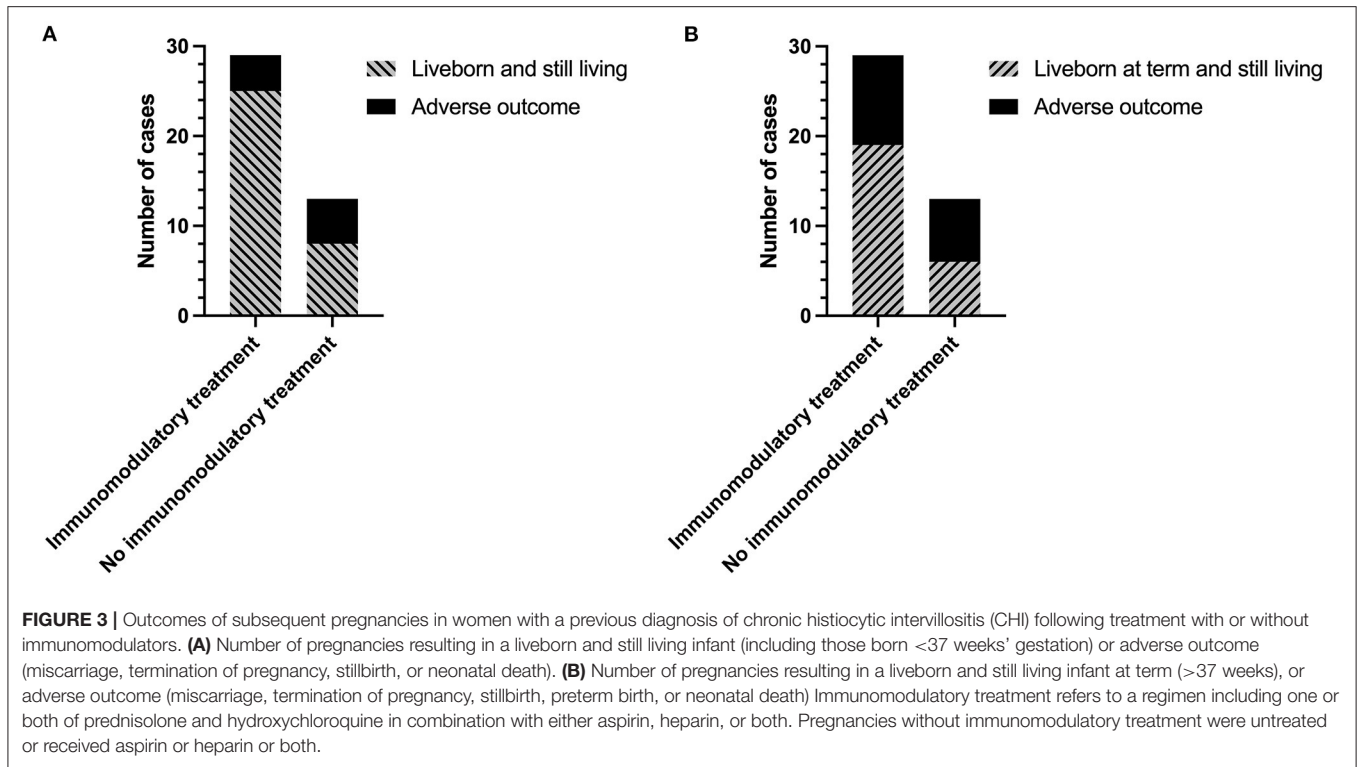 A
30
20
10
0
Number of cases
Liveborn and still living
Adverse outcome
Immunomodulatory treatment
No immunomodulatory treatment
B
30
20
10
0
Number of cases
Liveborn at term and still living
Adverse outcome
Immunomodulatory treatment
No immunomodulatory treatment
FIGURE 3 | Outcomes of subsequent pregnancies in women with a previous diagnosis of chronic histiocytic intervillositis (CHI) following treatment with or without
immunomodulators. (A) Number of pregnancies resulting in a liveborn and still living infant (including those born <37 weeks’ gestation) or adverse outcome
(miscarriage, termination of pregnancy, stillbirth, or neonatal death). (B) Number of pregnancies resulting in a liveborn and still living infant at term (>37 weeks), or
adverse outcome (miscarriage, termination of pregnancy, stillbirth, preterm birth, or neonatal death) Immunomodulatory treatment refers to a regimen including one or
both of prednisolone and hydroxychloroquine in combination with either aspirin, heparin, or both. Pregnancies without immunomodulatory treatment were untreated
or received aspirin or heparin or both.